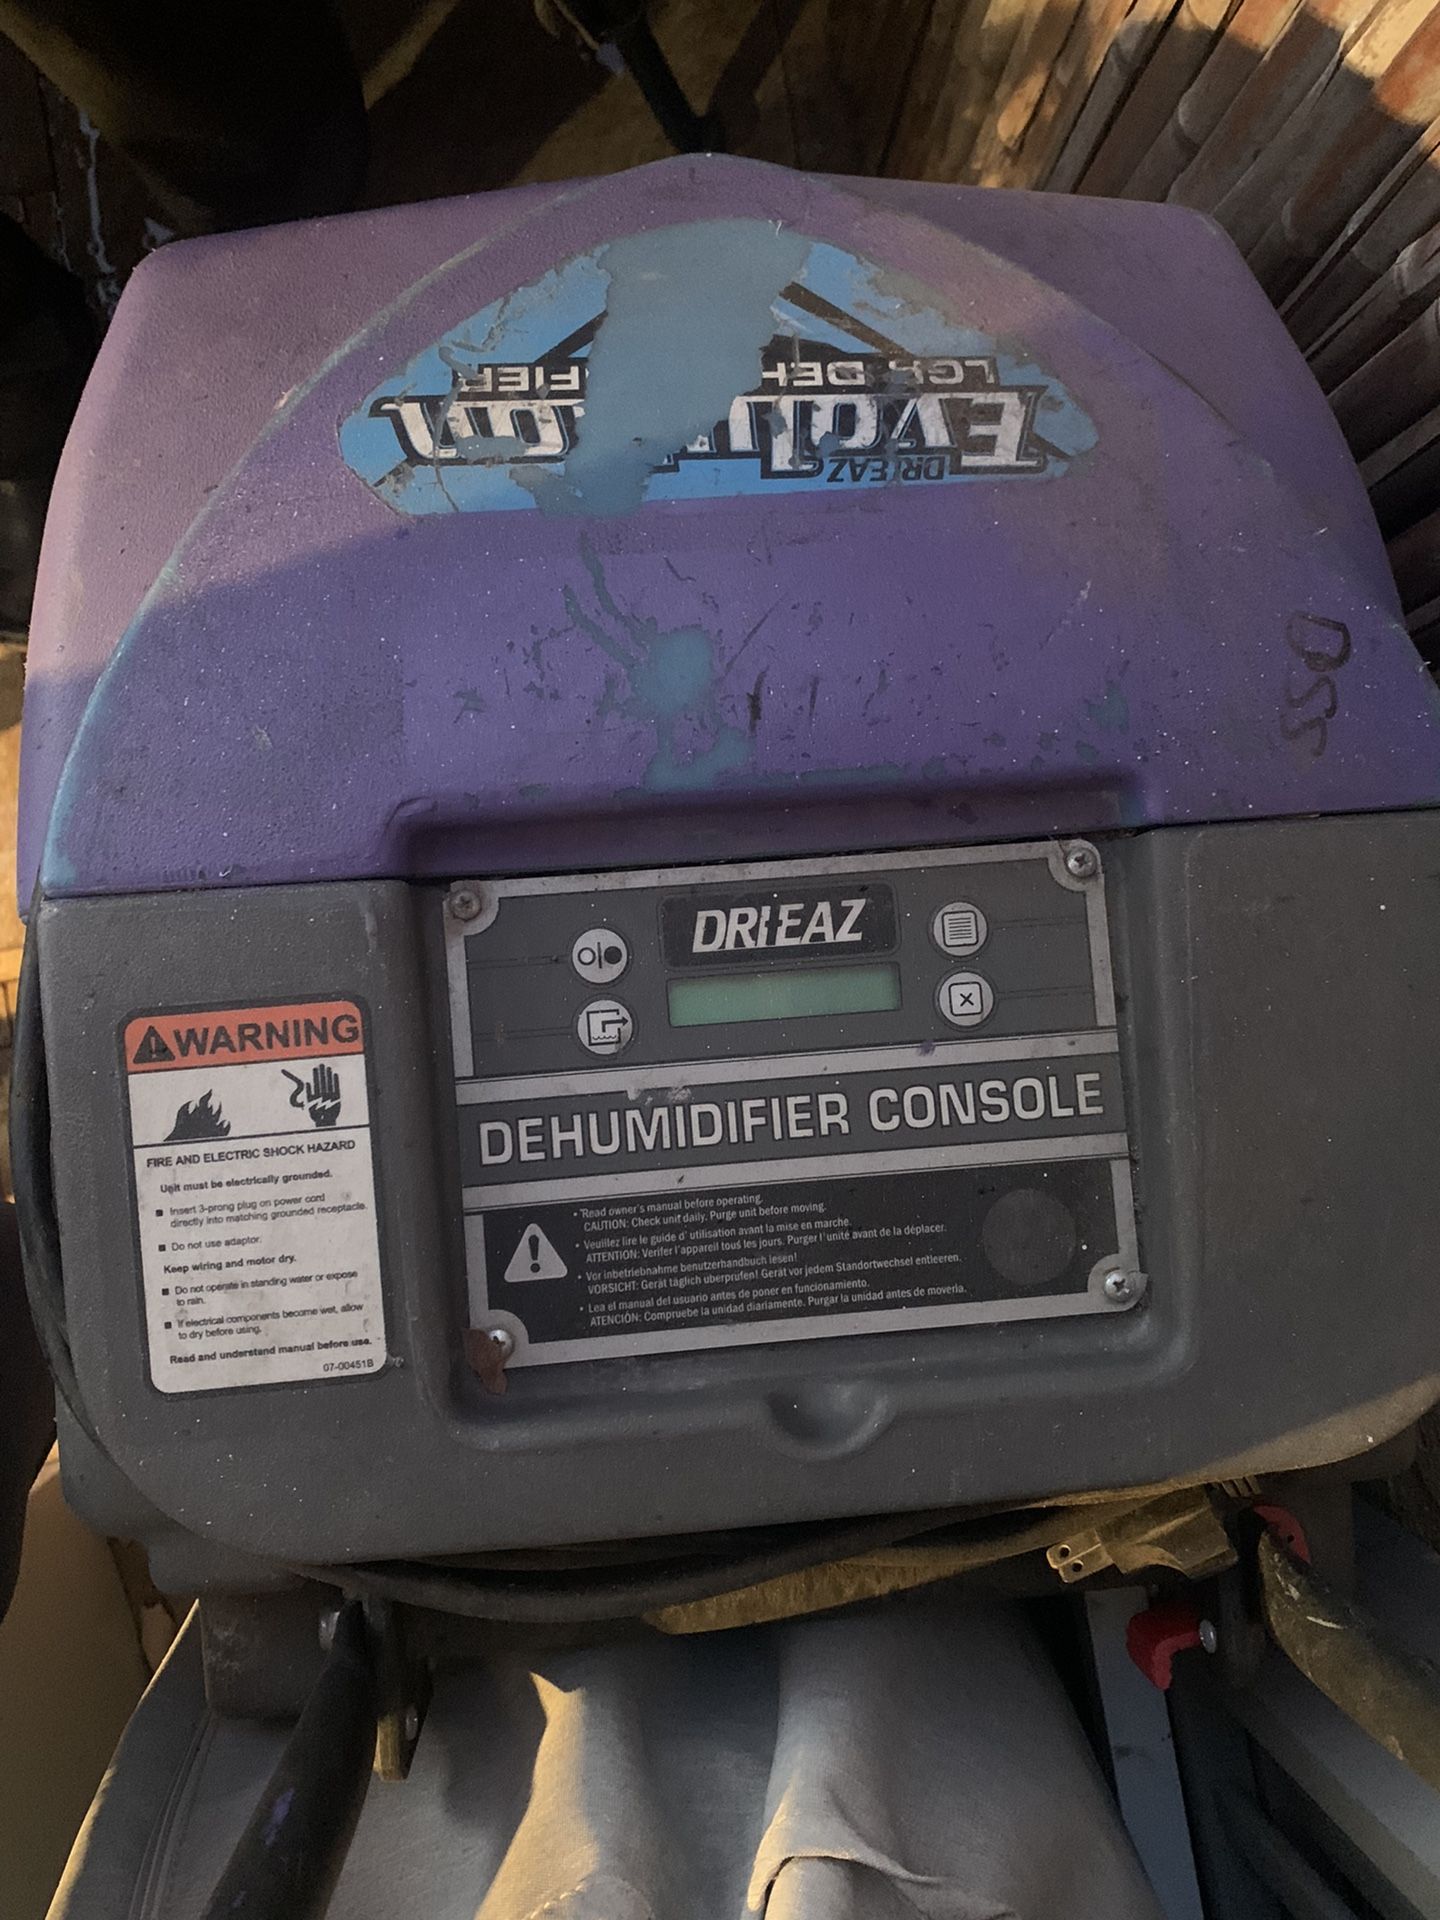 DRI-EAZ
LGR DEH FIER
550
DRI-EAZ
DEHUMIDIFIER CONSOLE
WARNING
FIRE AND ELECTRIC SHOCK HAZARD
Unit must be electrically grounded.
Insert 3-prong plug on power cord
directly into matching grounded receptacle.
Do not use adaptor.
Keep wiring and motor dry.
Do not operate in standing water or expose
to rain.
If electrical components become wet, allow
to dry before using.
Read and understand manual before use.
07-00451B
• Read owner's manual before operating.
CAUTION: Check unit daily. Purge unit before moving.
• Veuillez lire le guide d' utilisation avant la mise en marche.
ATTENTION: Verifer l'appareil tous les jours. Purger l'unité avant de la déplacer.
• Vor inbetriebnahme benutzerhandbuch lesen!
VORSICHT: Gerät täglich überprufen! Gerät vor jedem Standortwechsel entleeren.
• Lea el manual del usuario antes de poner en funcionamiento.
ATENCIÓN: Compruebe la unidad diariamente. Purgar la unidad antes de moverla.